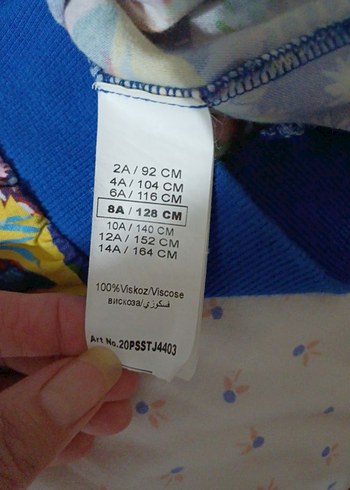 2A / 92 CM
4A / 104 CM
6A / 116 CM
8A / 128 CM
10A / 140 CM
12A / 152 CM
14A / 164 CM
100%Viskoz/Viscose
вискоза/فسكوزي
Art No.20PSSTJ4403